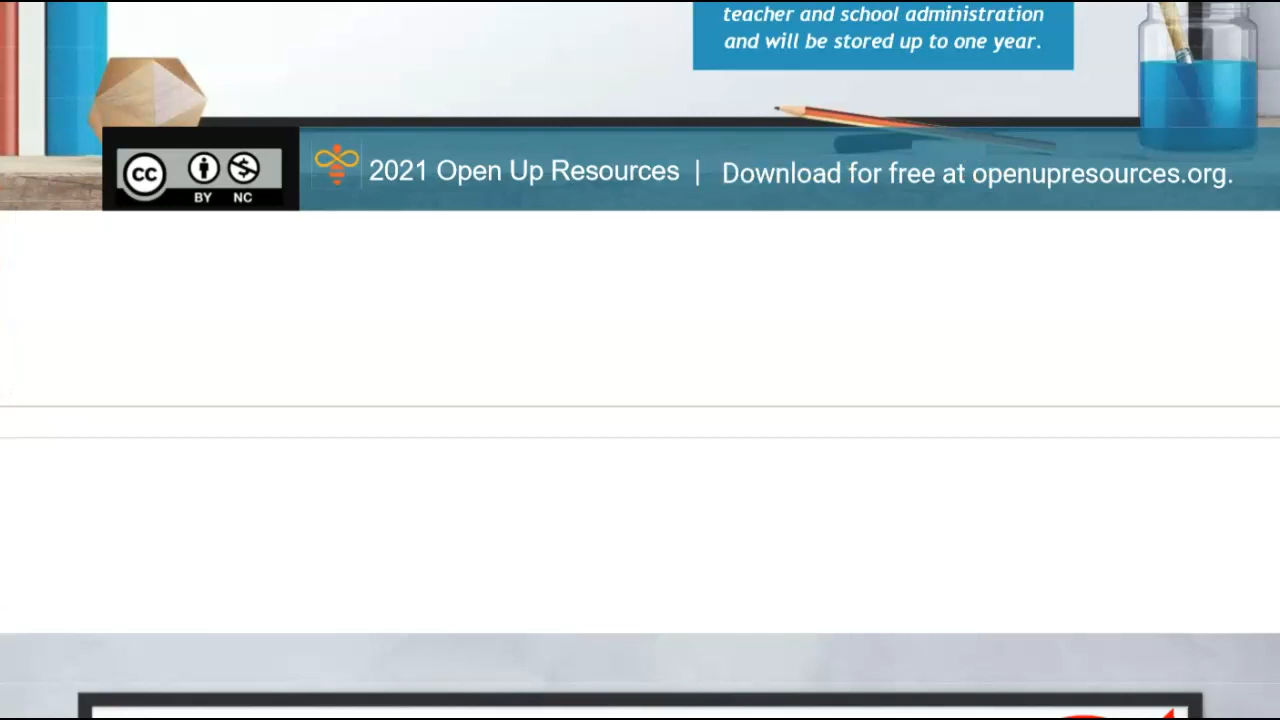 teacher and school administration
and will be stored up to one year.
cc
BY NC
2021 Open Up Resources | Download for free at openupresources.org.